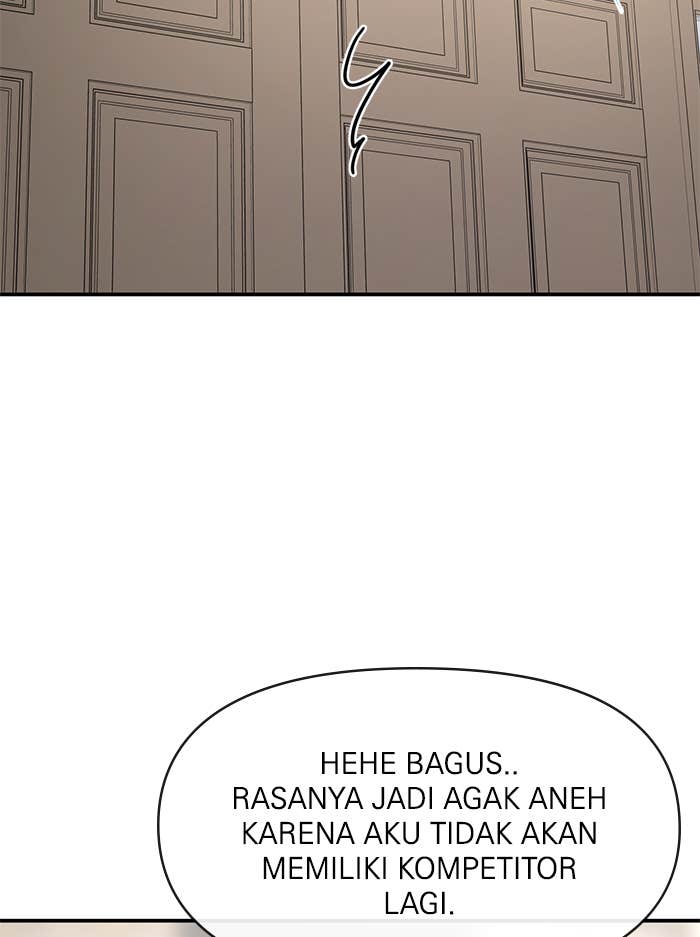 HEHE BAGUS..
RASANYA JADI AGAK ANEH
KARENA AKU TIDAK AKAN
MEMILIKI KOMPETITOR
LAGI.